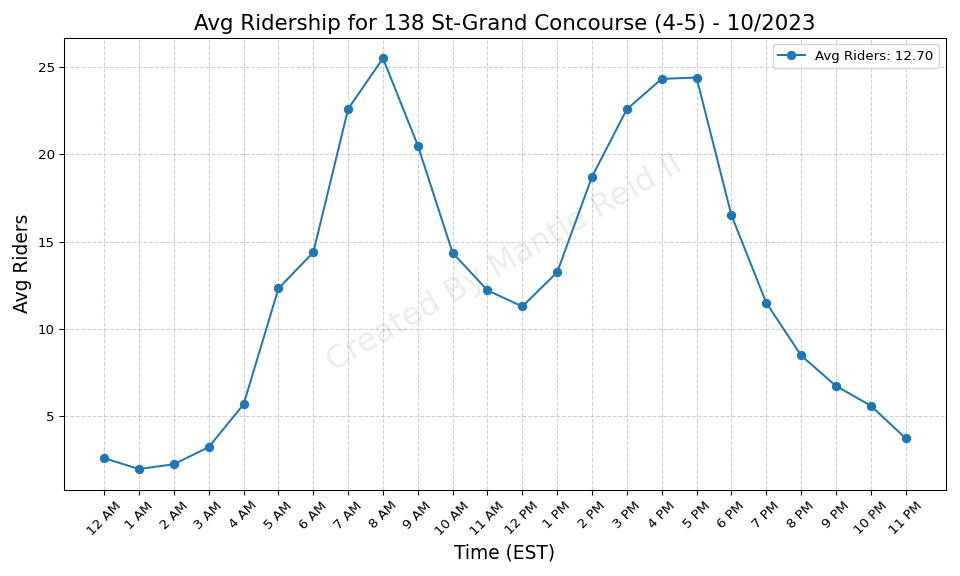 Avg Ridership for 138 St-Grand Concourse (4-5) - 10/2023
Avg Riders: 12.70
25
20
15
10
5
Avg Riders
Created By Mantic Reid II
12 AM
1 AM
2 AM
3 AM
4 AM
5 AM
6 AM
7 AM
8 AM
9 AM
10 AM
11 AM
12 PM
1 PM
2 PM
3 PM
4 PM
5 PM
6 PM
7 PM
8 PM
9 PM
10 PM
11 PM
Time (EST)